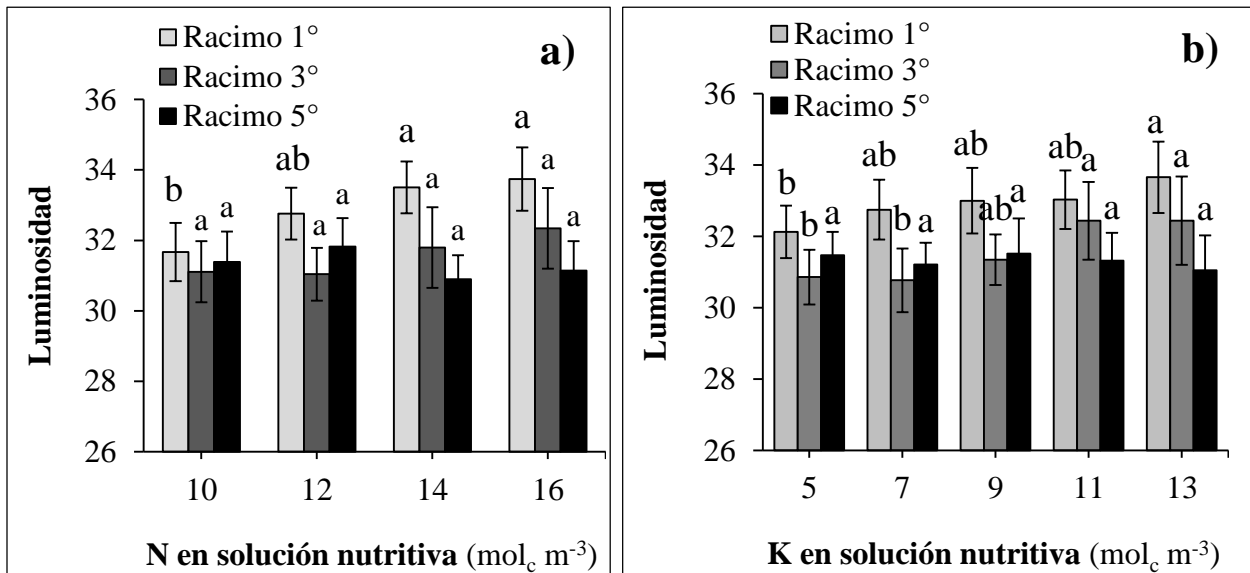 Racimo 1°
Racimo 3°
Racimo 5°
a)
36
34
32
30
28
26
Luminosidad
b a a
ab a a
a a a
a a a
10 12 14 16
N en solución nutritiva (molc m-3)
Racimo 1°
Racimo 3°
Racimo 5°
b)
36
34
32
30
28
26
Luminosidad
b b a
ab b a
ab ab a
ab a a
a a a
5 7 9 11 13
K en solución nutritiva (molc m-3)